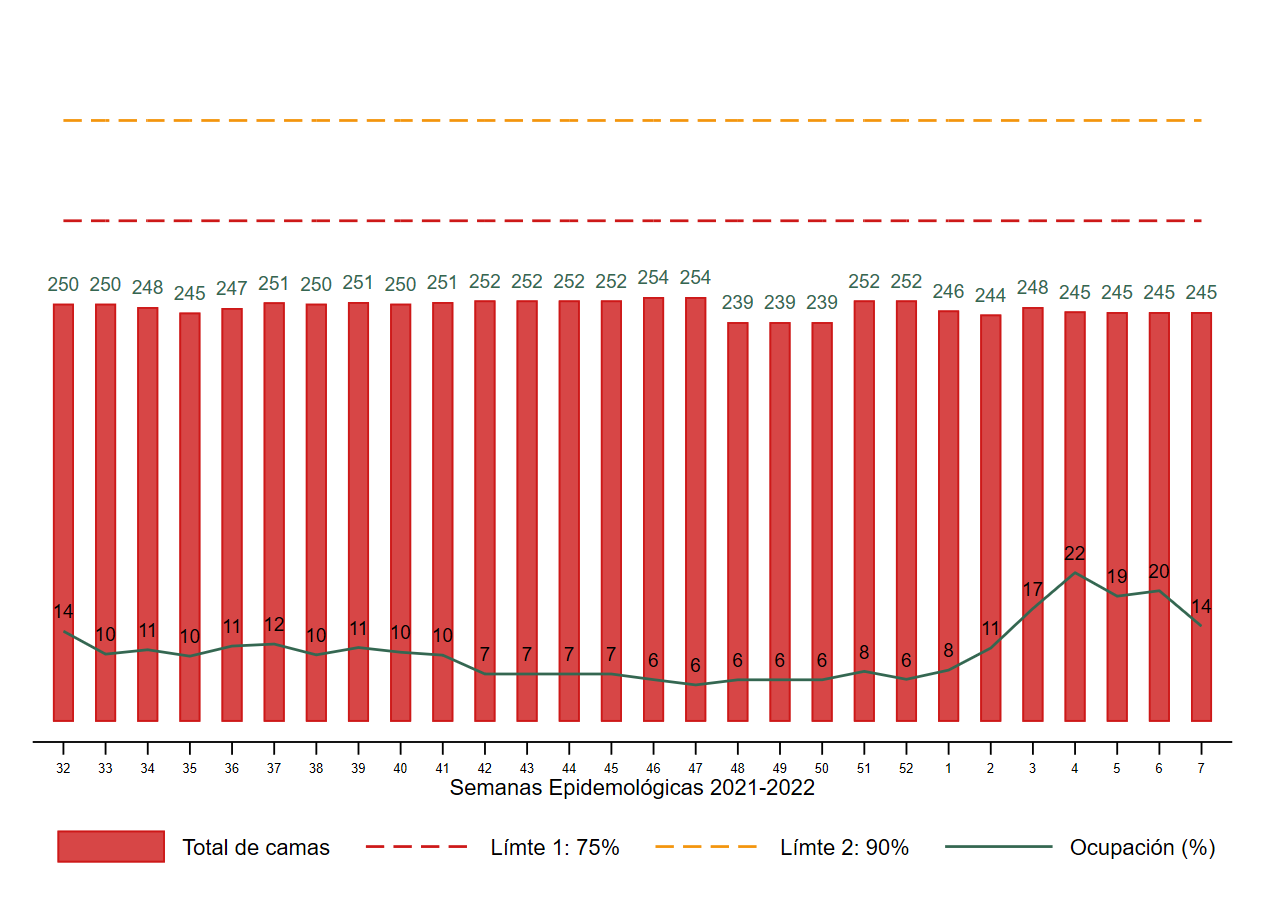 250 250 248 245 247 251 250 251 250 251 252 252 252 252 254 254 239 239 239 252 252 246 244 248 245 245 245 245
14 10 11 10 11 12 10 11 10 10 7 7 7 7 6 6 6 6 6 8 6 8 11 17 22 19 20 14
32 33 34 35 36 37 38 39 40 41 42 43 44 45 46 47 48 49 50 51 52 1 2 3 4 5 6 7
Semanas Epidemológicas 2021-2022
Total de camas Límte 1: 75% Límte 2: 90% Ocupación (%)